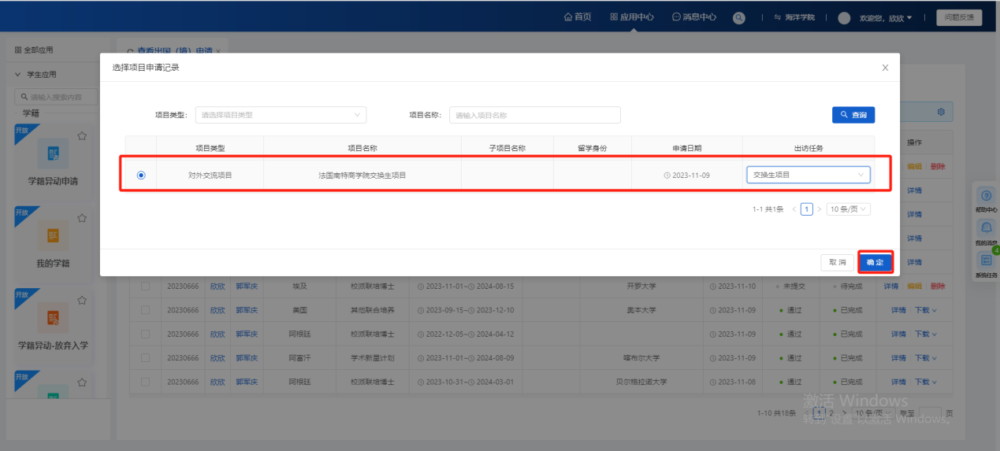 首页 应用中心 消息中心 海洋学院 欢迎您, 欣欣 问题反馈
全部应用 查看出国（境）申请 ×
选择项目申请记录
学生应用
请输入搜索内容
项目类型: 请选择项目类型 项目名称: 请输入项目名称 查询
学籍
项目类型 项目名称 子项目名称 留学身份 申请日期 出访任务 操作
开放
对外交流项目 法国南特商学院交换生项目 2023-11-09 交换生项目
编辑 删除
学籍异动申请
详情
1-1 共1条 < 1 > 10 条/页
帮助中心
开放
详情
详情
我的消息
4
取 消 确 定 详情
我的学籍
系统任务
20230666 欣欣 郭军庆 埃及 校派联培博士 2023-11-01~2024-08-15 开罗大学 2023-11-10 未提交 待完成 详情 编辑 删除
开放
20230666 欣欣 郭军庆 美国 其他联合培养 2023-09-15~2023-12-10 奥本大学 2023-11-09 通过 已完成 详情 下载
20230666 欣欣 郭军庆 阿根廷 校派联培博士 2022-12-05~2024-04-12 2023-11-09 通过 已完成 详情 下载
学籍异动-放弃入学
20230666 欣欣 郭军庆 阿富汗 学术新星计划 2023-11-01~2024-08-09 喀布尔大学 2023-11-09 通过 已完成 详情 下载
开放
20230666 欣欣 郭军庆 阿根廷 校派联培博士 2023-10-31~2024-03-01 贝尔格拉诺大学 2023-11-08 通过 已完成 详情 下载
激活 Windows
1-10 共18条 < 1 2 > 10 条/页 跳至 页
转到"设置"以激活 Windows。